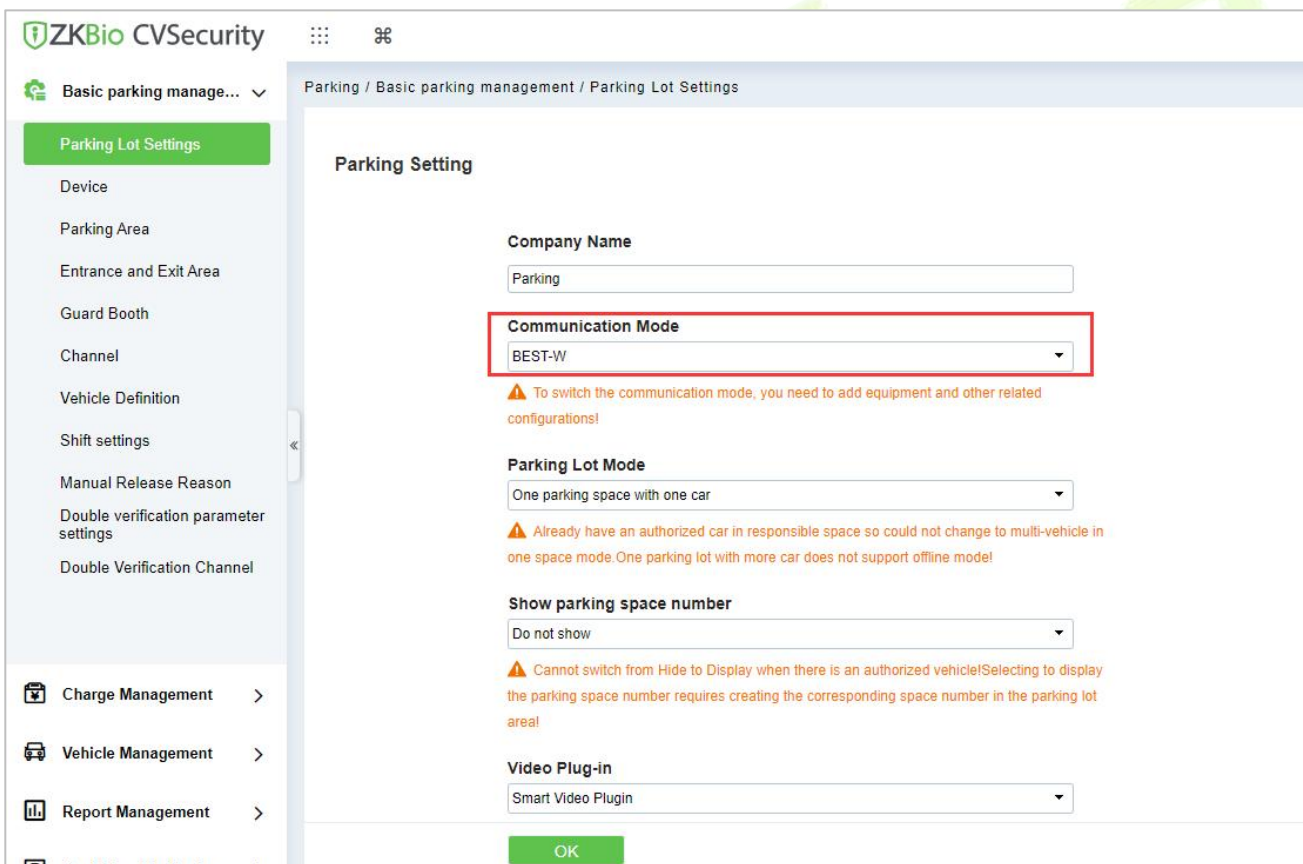 ZKBio CVSecurity
Basic parking manage...
Parking Lot Settings
Device
Parking Area
Entrance and Exit Area
Guard Booth
Channel
Vehicle Definition
Shift settings
Manual Release Reason
Double verification parameter
settings
Double Verification Channel
Charge Management
Vehicle Management
Report Management
Parking / Basic parking management / Parking Lot Settings
Parking Setting
Company Name
Parking
Communication Mode
BEST-W
To switch the communication mode, you need to add equipment and other related
configurations!
Parking Lot Mode
One parking space with one car
Already have an authorized car in responsible space so could not change to multi-vehicle in
one space mode.One parking lot with more car does not support offline mode!
Show parking space number
Do not show
Cannot switch from Hide to Display when there is an authorized vehicle!Selecting to display
the parking space number requires creating the corresponding space number in the parking lot
area!
Video Plug-in
Smart Video Plugin
OK